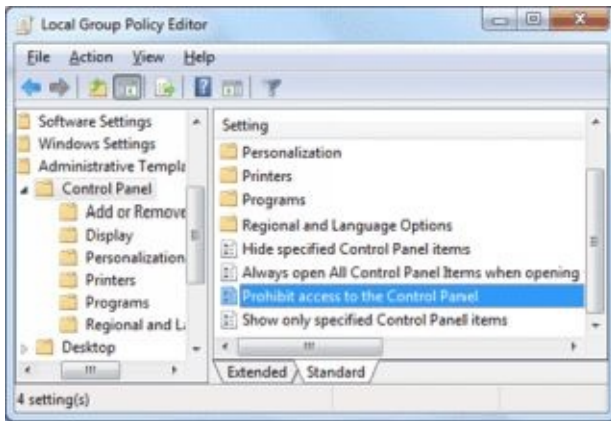 Local Group Policy Editor
File Action View Help
Software Settings
Windows Settings
Administrative Templa
Control Panel
Add or Remove
Display
Personalization
Printers
Programs
Regional and La
Desktop
Setting
Personalization
Printers
Programs
Regional and Language Options
Hide specified Control Panel items
Always open All Control Panel Items when opening
Prohibit access to the Control Panel
Show only specified Control Panel items
Extended Standard
4 setting(s)